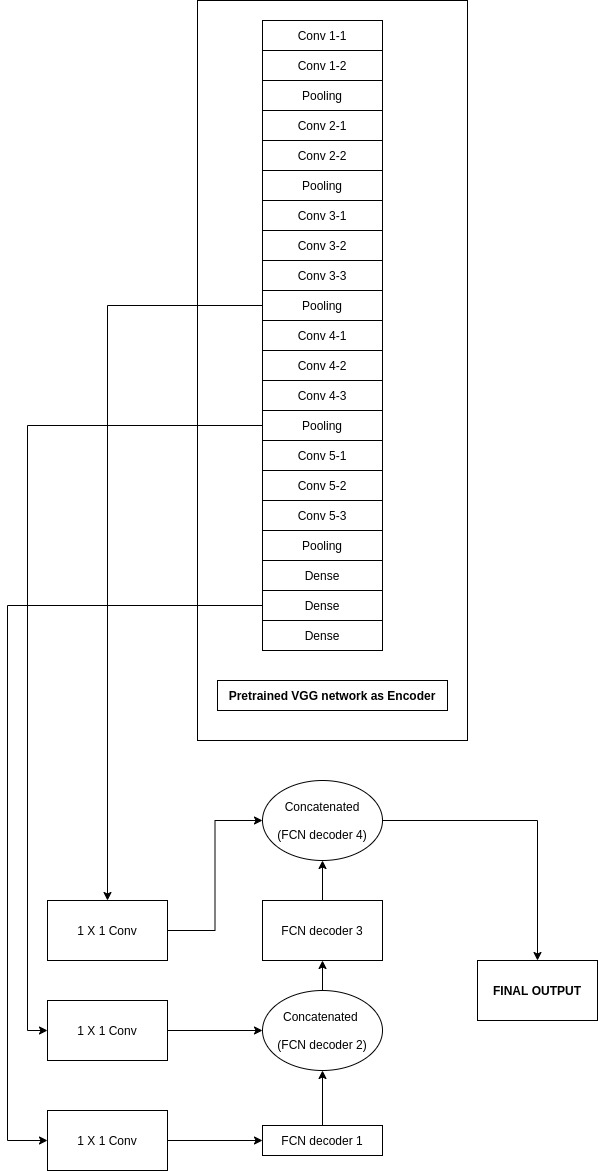 Conv 1-1
Conv 1-2
Pooling
Conv 2-1
Conv 2-2
Pooling
Conv 3-1
Conv 3-2
Conv 3-3
Pooling
Conv 4-1
Conv 4-2
Conv 4-3
Pooling
Conv 5-1
Conv 5-2
Conv 5-3
Pooling
Dense
Dense
Dense
Pretrained VGG network as Encoder
Concatenated
(FCN decoder 4)
1 X 1 Conv
FCN decoder 3
FINAL OUTPUT
1 X 1 Conv
Concatenated
(FCN decoder 2)
1 X 1 Conv
FCN decoder 1